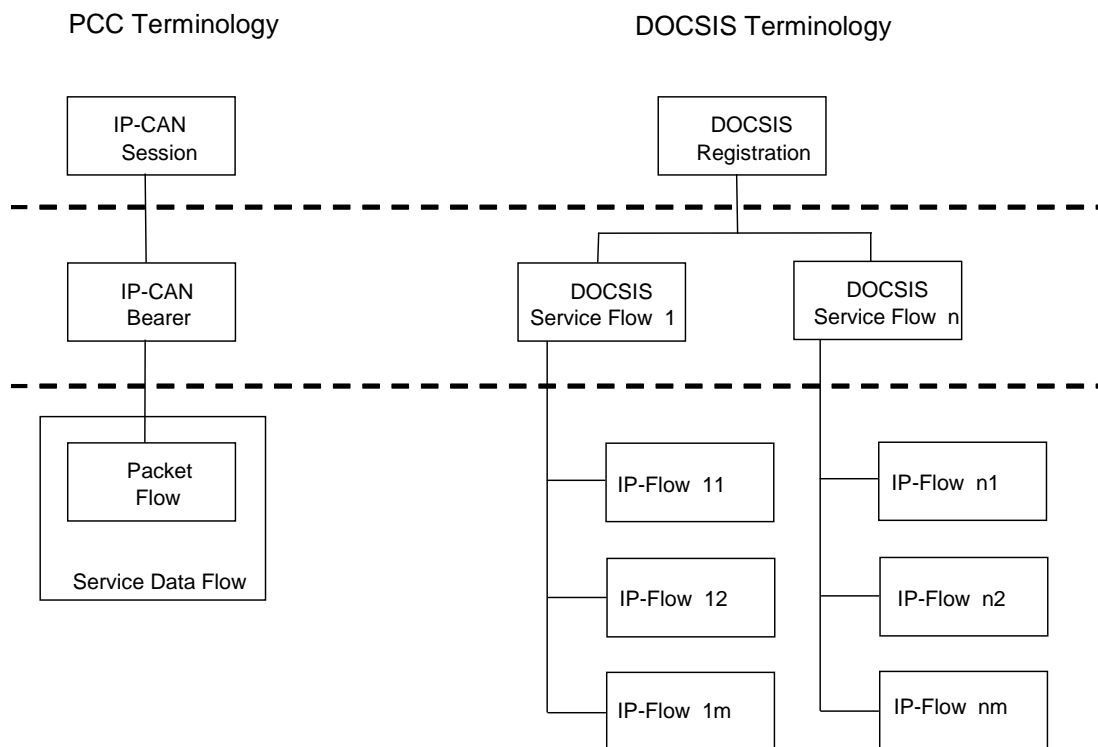 PCC Terminology
DOCSIS Terminology
IP-CAN
Session
DOCSIS
Registration
IP-CAN
Bearer
DOCSIS
Service Flow 1
DOCSIS
Service Flow n
Packet
Flow
Service Data Flow
IP-Flow 11
IP-Flow n1
IP-Flow 12
IP-Flow n2
IP-Flow 1m
IP-Flow nm